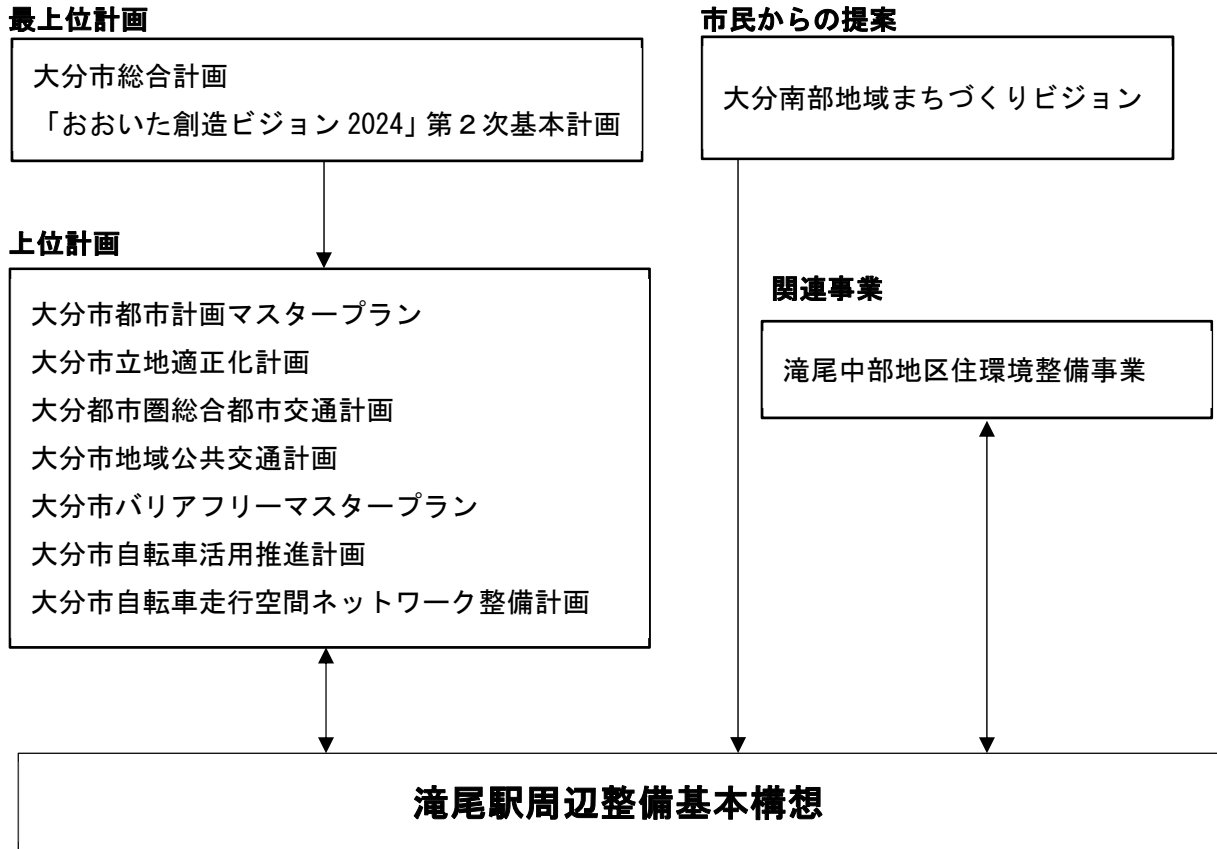 最上位計画
大分市総合計画
「おおいた創造ビジョン 2024」第２次基本計画
市民からの提案
大分南部地域まちづくりビジョン
上位計画
大分市都市計画マスタープラン
大分市立地適正化計画
大分都市圏総合都市交通計画
大分市地域公共交通計画
大分市バリアフリーマスタープラン
大分市自転車活用推進計画
大分市自転車走行空間ネットワーク整備計画
関連事業
滝尾中部地区住環境整備事業
滝尾駅周辺整備基本構想